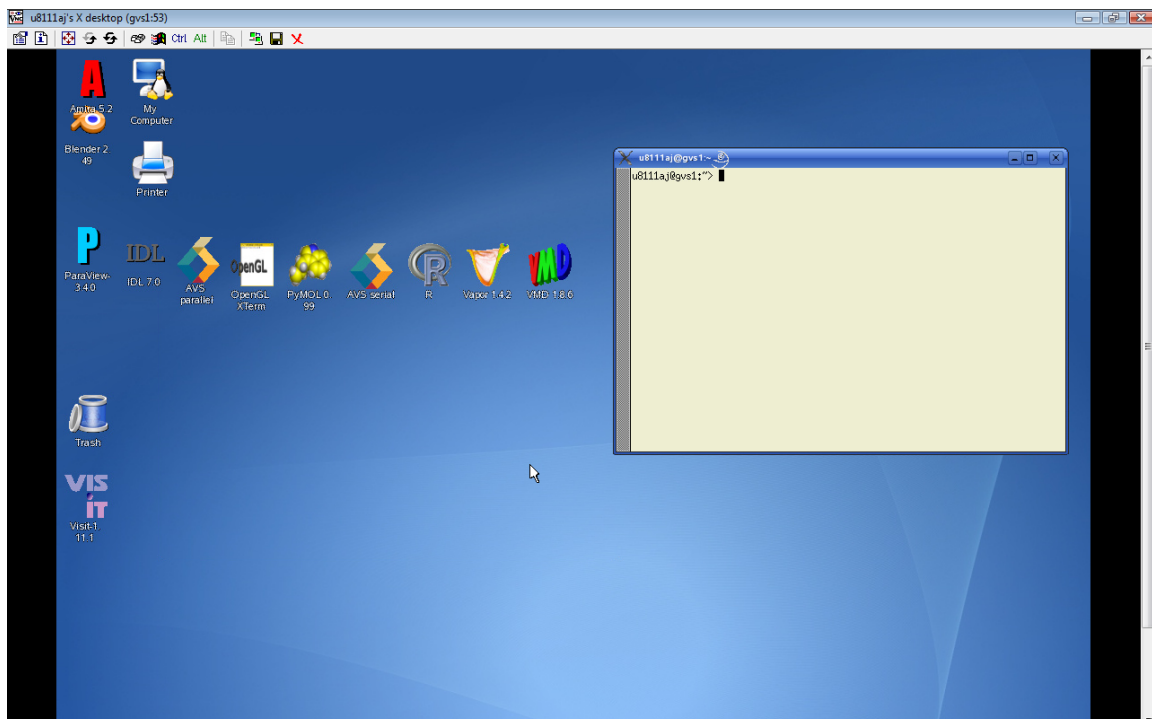 u8111aj's X desktop (gvs1:53)
Ctrl Alt
A
Amira 5.2
My
Computer
Blender 2
49
Printer
u8111aj@gvs1:~
u8111aj@gvs1:~>
P
ParaView-
3.4.0
IDL
IDL 7.0
AVS
parallel
OpenGL
OpenGL
XTerm
PyMOL 0.
99
AVS serial
R
R
Vapor 1.4.2
VMD
VMD 1.8.6
Trash
VIS
iT
Visit-1.
11.1